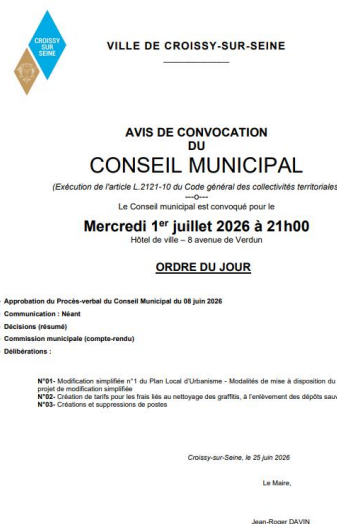 CROISSY
SUR
SEINE
VILLE DE CROISSY-SUR-SEINE
AVIS DE CONVOCATION
DU
CONSEIL MUNICIPAL
(Exécution de l'article L.2121-10 du Code général des collectivités territoriales
---o---
Le Conseil municipal est convoqué pour le
Mercredi 1er juillet 2026 à 21h00
Hôtel de ville – 8 avenue de Verdun
ORDRE DU JOUR
Approbation du Procès-verbal du Conseil Municipal du 08 juin 2026
Communication : Néant
Décisions (résumé)
Commission municipale (compte-rendu)
Délibérations :
N°01- Modification simplifiée n°1 du Plan Local d'Urbanisme - Modalités de mise à disposition du
projet de modification simplifiée
N°02- Création de tarifs pour les frais liés au nettoyage des graffitis, à l'enlèvement des dépôts sau
N°03- Créations et suppressions de postes
Croissy-sur-Seine, le 25 juin 2026
Le Maire,
Jean-Roger DAVIN